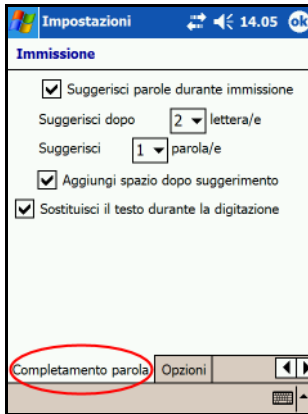 Impostazioni 14.05 ok
Immissione
Suggerisci parole durante immissione
Suggerisci dopo 2 lettera/e
Suggerisci 1 parola/e
Aggiungi spazio dopo suggerimento
Sostituisci il testo durante la digitazione
Completamento parola Opzioni